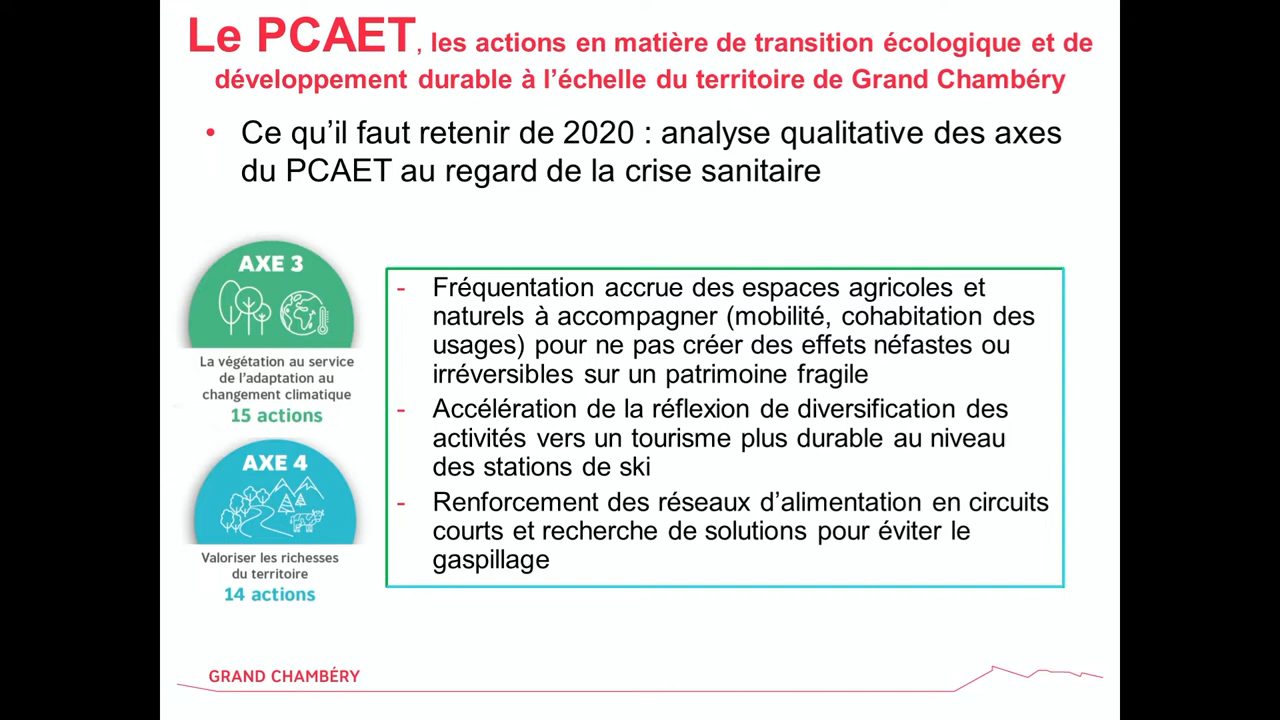 Le PCAET, les actions en matière de transition écologique et de
développement durable à l’échelle du territoire de Grand Chambéry
• Ce qu’il faut retenir de 2020 : analyse qualitative des axes
du PCAET au regard de la crise sanitaire
AXE 3
La végétation au service
de l’adaptation au
changement climatique
15 actions
AXE 4
Valoriser les richesses
du territoire
14 actions
- Fréquentation accrue des espaces agricoles et
naturels à accompagner (mobilité, cohabitation des
usages) pour ne pas créer des effets néfastes ou
irréversibles sur un patrimoine fragile
- Accélération de la réflexion de diversification des
activités vers un tourisme plus durable au niveau
des stations de ski
- Renforcement des réseaux d’alimentation en circuits
courts et recherche de solutions pour éviter le
gaspillage
GRAND CHAMBÉRY